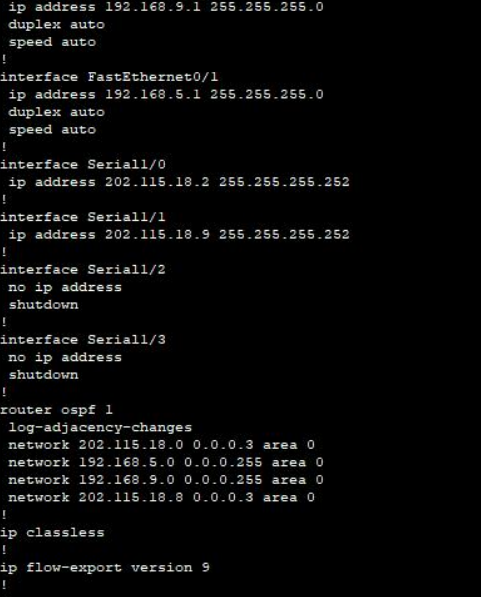 ip address 192.168.9.1 255.255.255.0
duplex auto
speed auto
!
interface FastEthernet0/1
ip address 192.168.5.1 255.255.255.0
duplex auto
speed auto
!
interface Serial1/0
ip address 202.115.18.2 255.255.255.252
!
interface Serial1/1
ip address 202.115.18.9 255.255.255.252
!
interface Serial1/2
no ip address
shutdown
!
interface Serial1/3
no ip address
shutdown
!
router ospf 1
log-adjacency-changes
network 202.115.18.0 0.0.0.3 area 0
network 192.168.5.0 0.0.0.255 area 0
network 192.168.9.0 0.0.0.255 area 0
network 202.115.18.8 0.0.0.3 area 0
!
ip classless
!
ip flow-export version 9
!